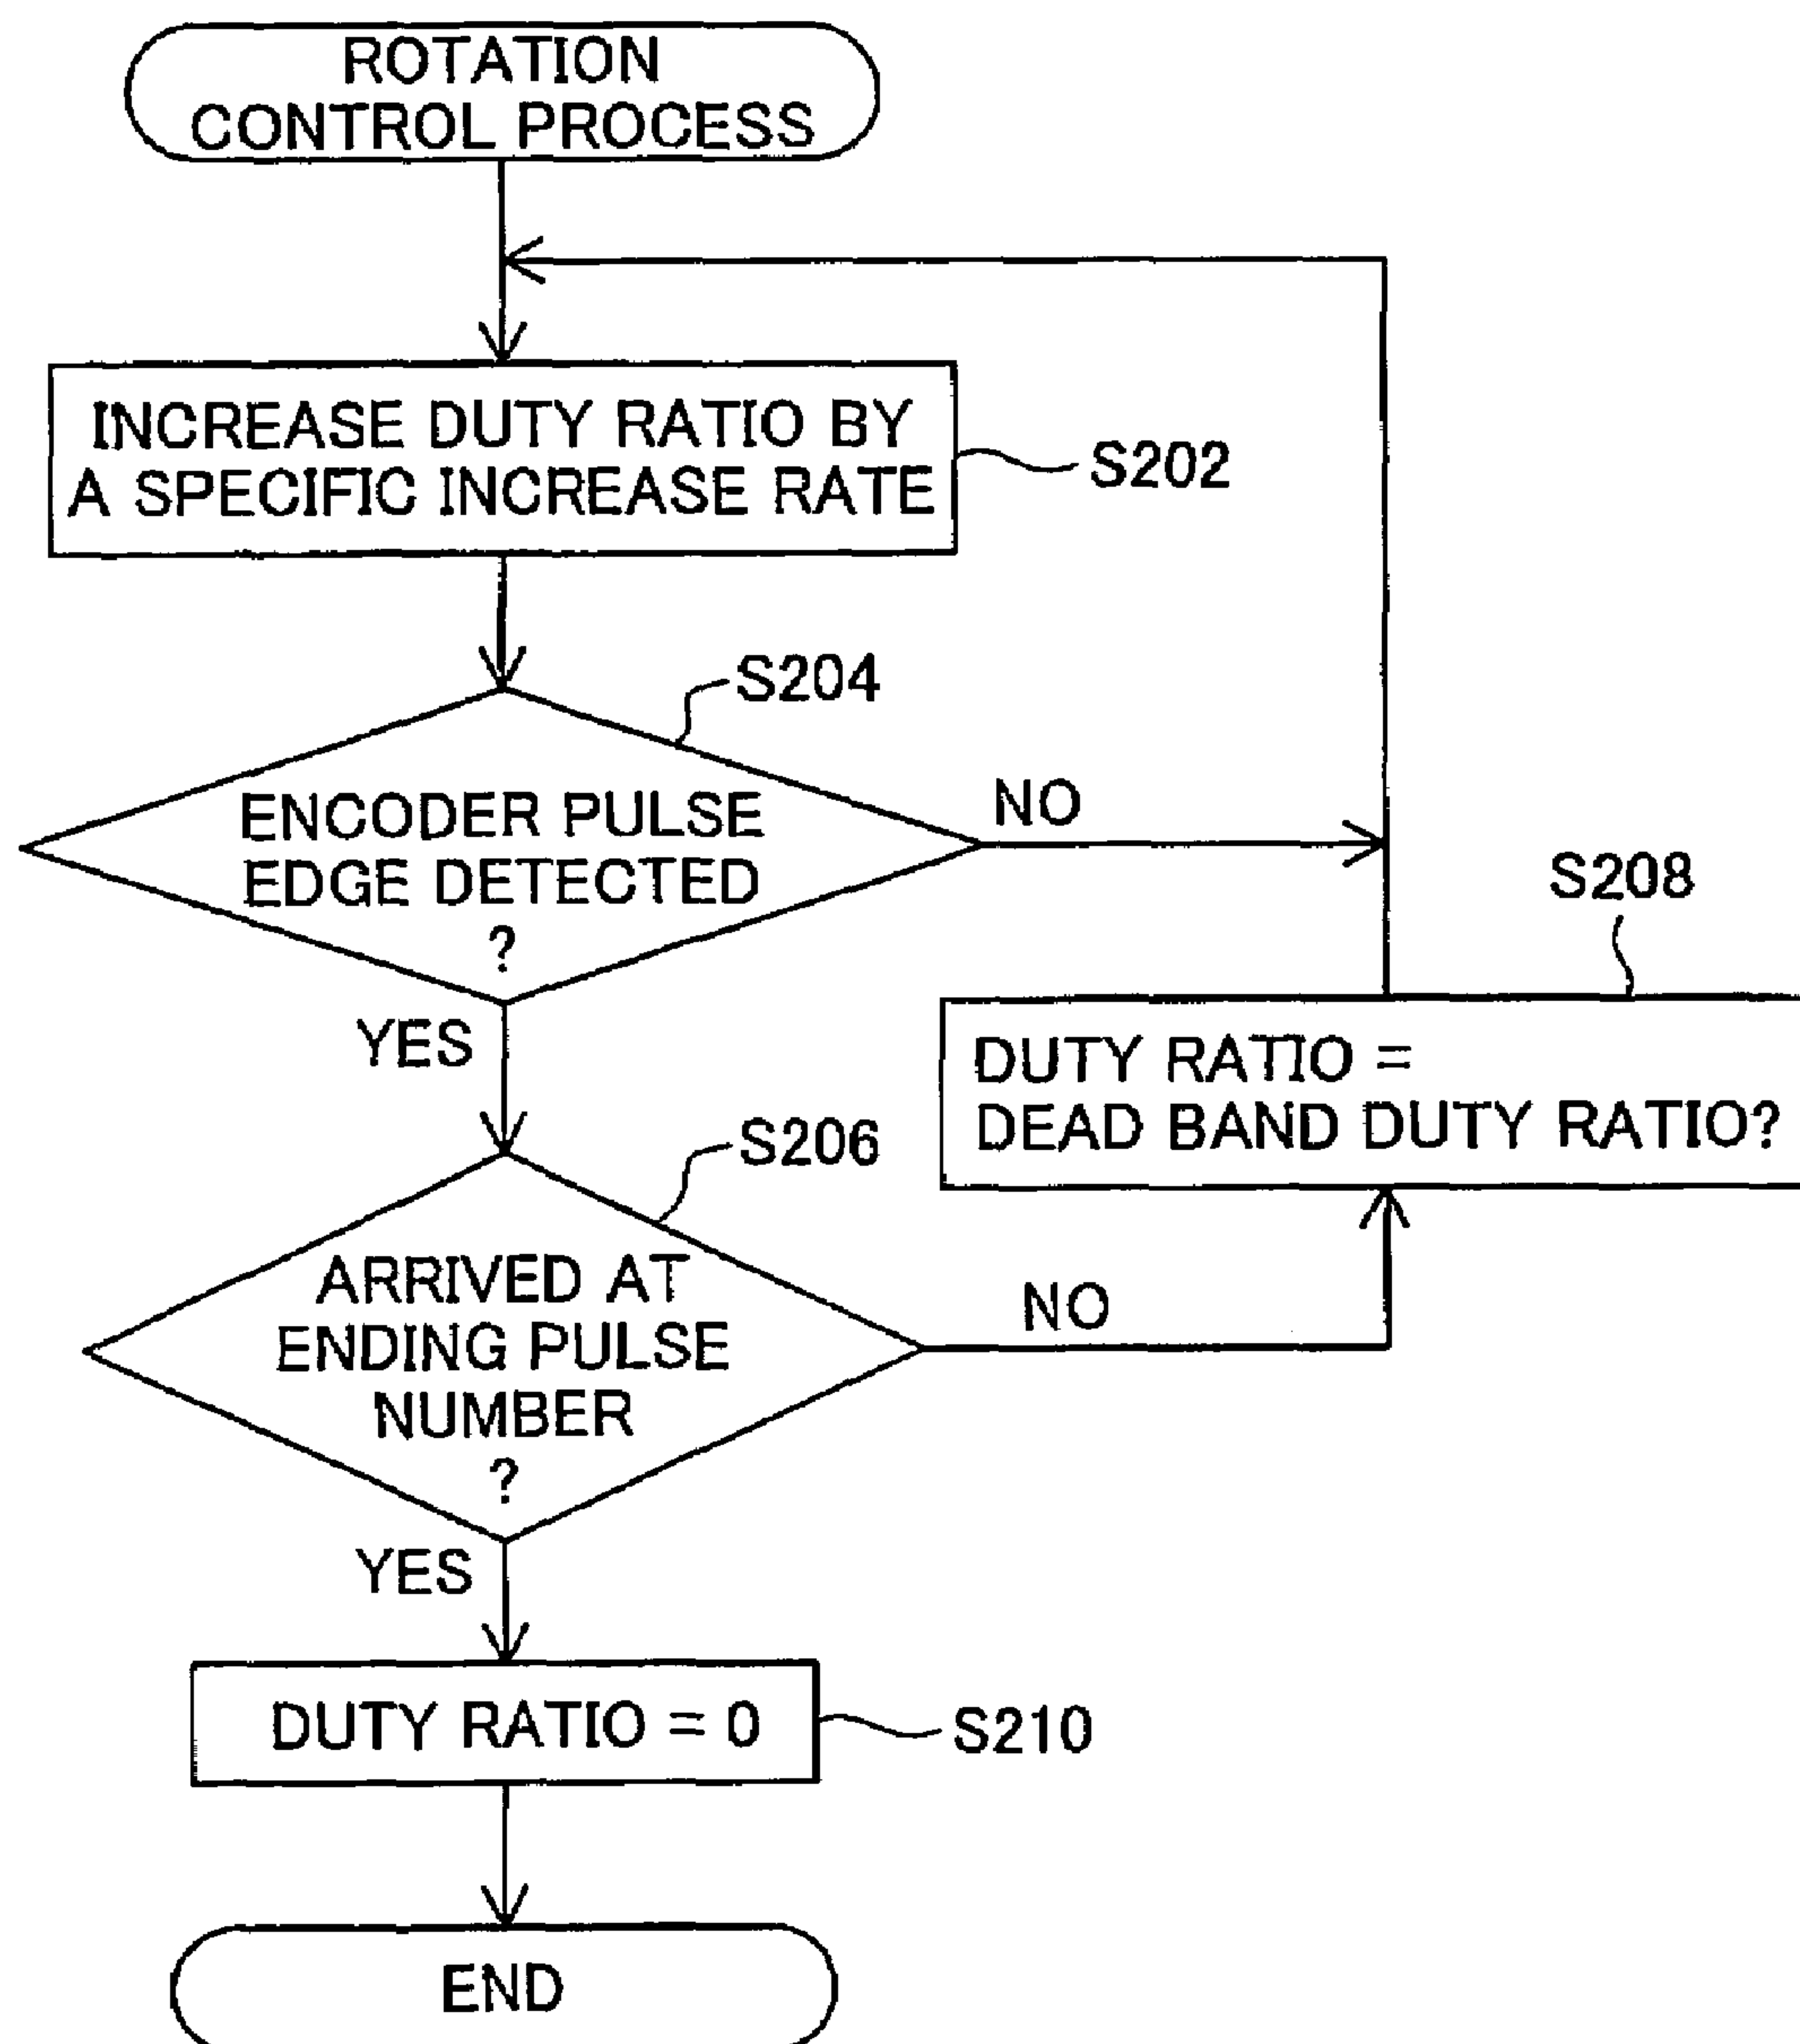 ROTATION
CONTROL PROCESS
INCREASE DUTY RATIO BY
A SPECIFIC INCREASE RATE
S202
S204
ENCODER PULSE
EDGE DETECTED
?
NO
YES
S208
DUTY RATIO =
DEAD BAND DUTY RATIO?
S206
ARRIVED AT
ENDING PULSE
NUMBER
?
NO
YES
DUTY RATIO = 0
S210
END